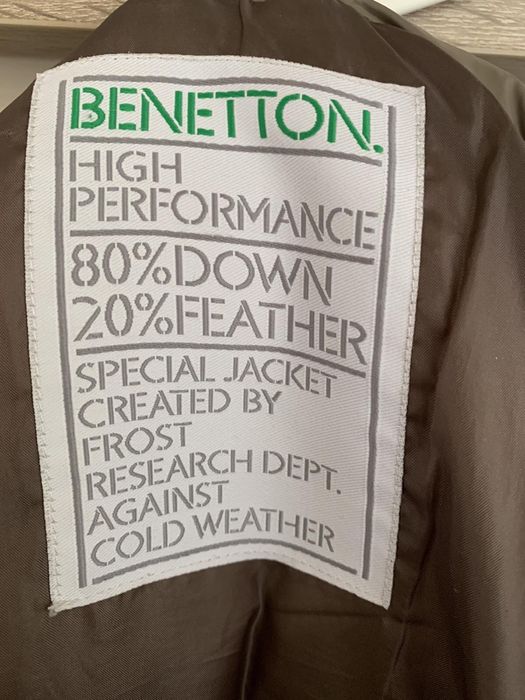 BENETTON.
HIGH
PERFORMANCE
80%DOWN
20%FEATHER
SPECIAL JACKET
CREATED BY
FROST
RESEARCH DEPT.
AGAINST
COLD WEATHER